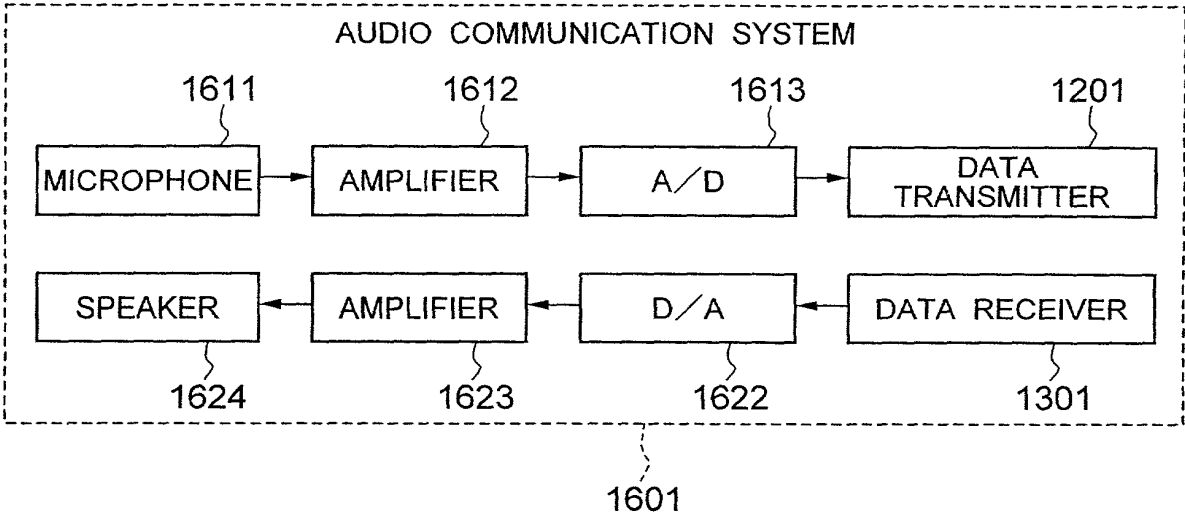 AUDIO COMMUNICATION SYSTEM
1611
1612
1613
1201
MICROPHONE
AMPLIFIER
A/D
DATA
TRANSMITTER
SPEAKER
AMPLIFIER
D/A
DATA RECEIVER
1624
1623
1622
1301
1601